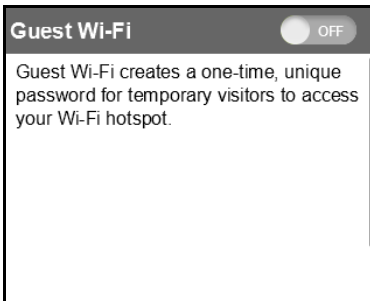 Guest Wi-Fi OFF
Guest Wi-Fi creates a one-time, unique
password for temporary visitors to access
your Wi-Fi hotspot.